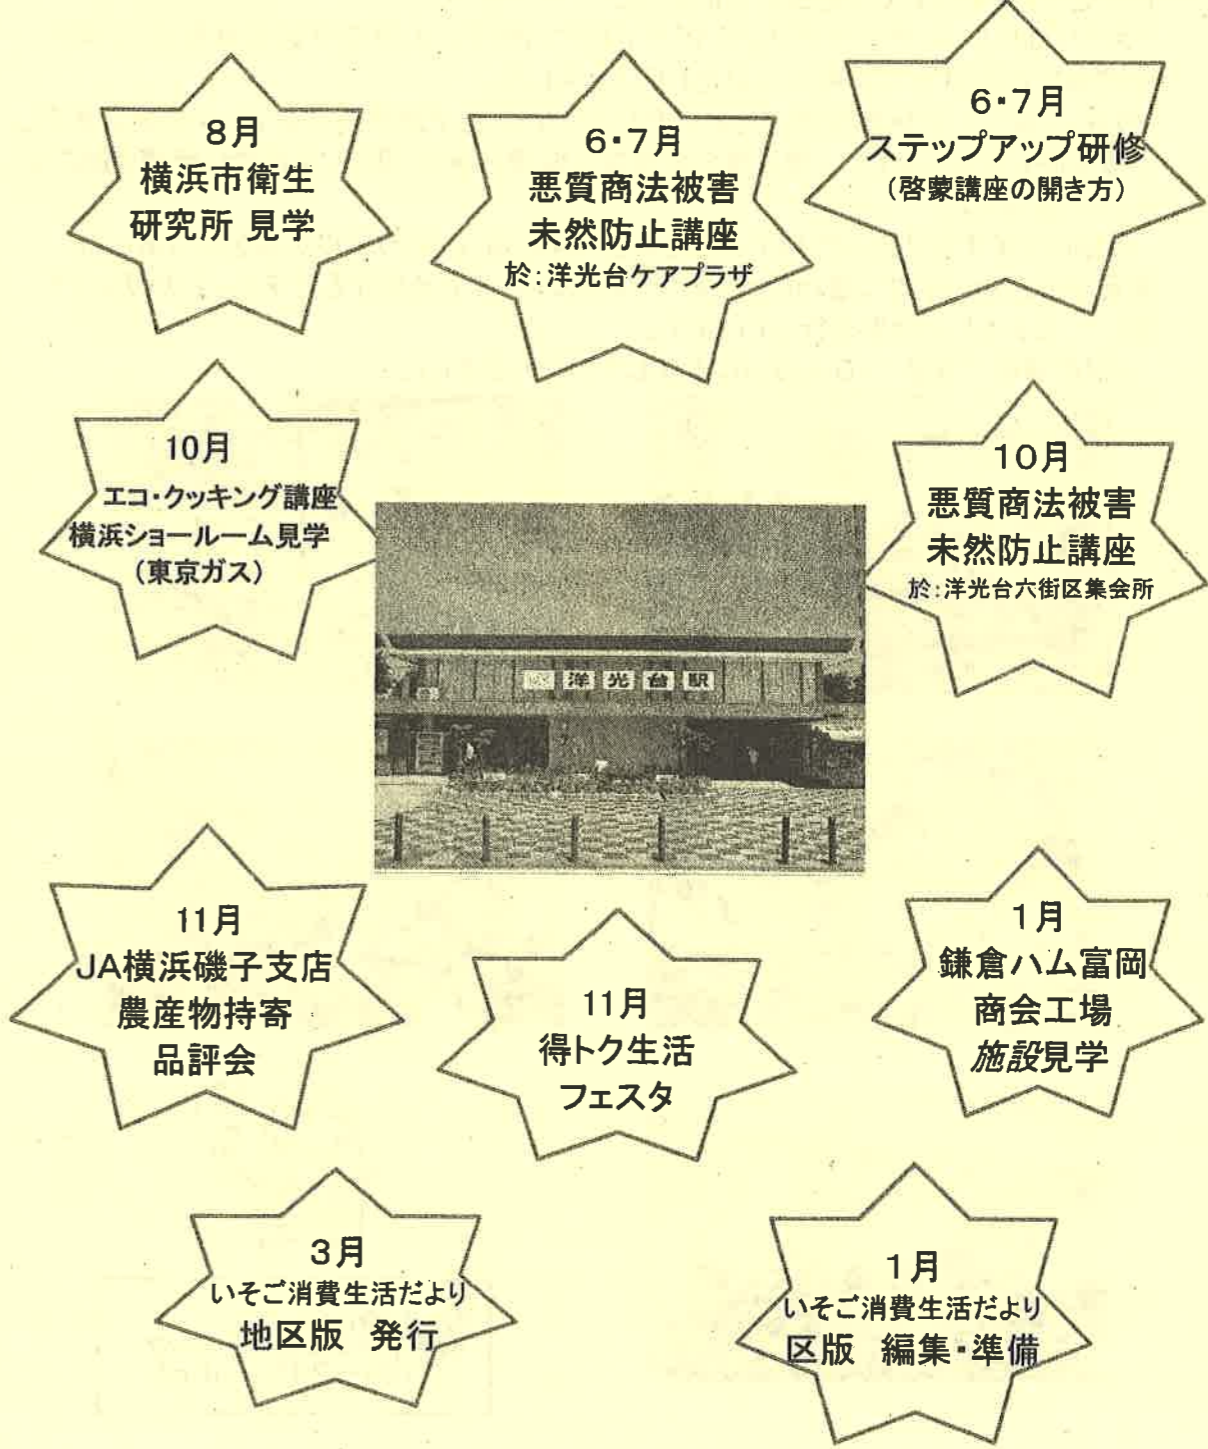 6・7月
ステップアップ研修
(啓蒙講座の開き方)
6・7月
悪質商法被害
未然防止講座
於:洋光台ケアプラザ
8月
横浜市衛生
研究所 見学
10月
エコ・クッキング講座
横浜ショールーム見学
(東京ガス)
10月
悪質商法被害
未然防止講座
於:洋光台六街区集会所
洋光台駅
11月
JA横浜磯子支店
農産物持寄
品評会
11月
得トク生活
フェスタ
1月
鎌倉ハム富岡
商会工場
施設見学
3月
いそご消費生活だより
地区版 発行
1月
いそご消費生活だより
区版 編集・準備